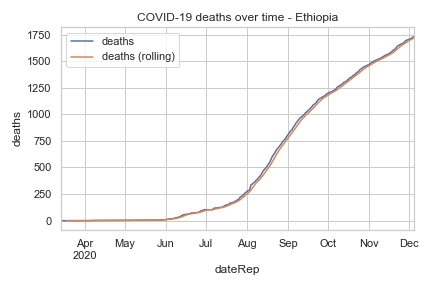 COVID-19 deaths over time - Ethiopia
deaths
deaths (rolling)
deaths
1750
1500
1250
1000
750
500
250
0
Apr May Jun Jul Aug Sep Oct Nov Dec
2020
dateRep